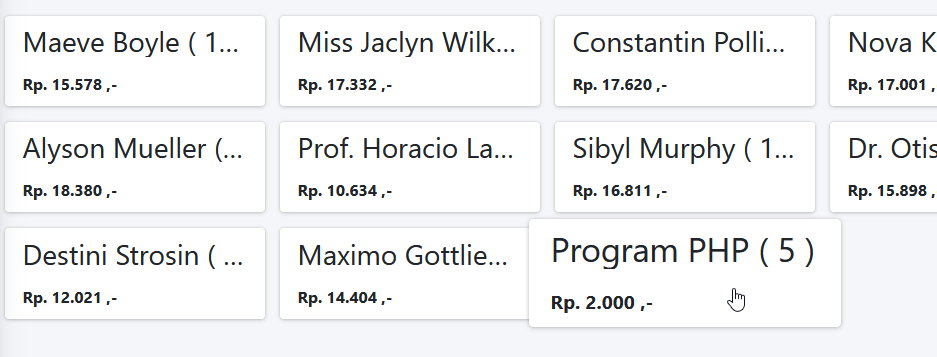 Maeve Boyle ( 1...
Rp. 15.578 ,-
Miss Jaclyn Wilk...
Rp. 17.332 ,-
Constantin Polli...
Rp. 17.620 ,-
Nova K
Rp. 17.001 ,
Alyson Mueller (...
Rp. 18.380 ,-
Prof. Horacio La...
Rp. 10.634 ,-
Sibyl Murphy ( 1...
Rp. 16.811 ,-
Dr. Otis
Rp. 15.898 ,
Destini Strosin ( ...
Rp. 12.021 ,-
Maximo Gottlie...
Rp. 14.404 ,-
Program PHP ( 5 )
Rp. 2.000 ,-